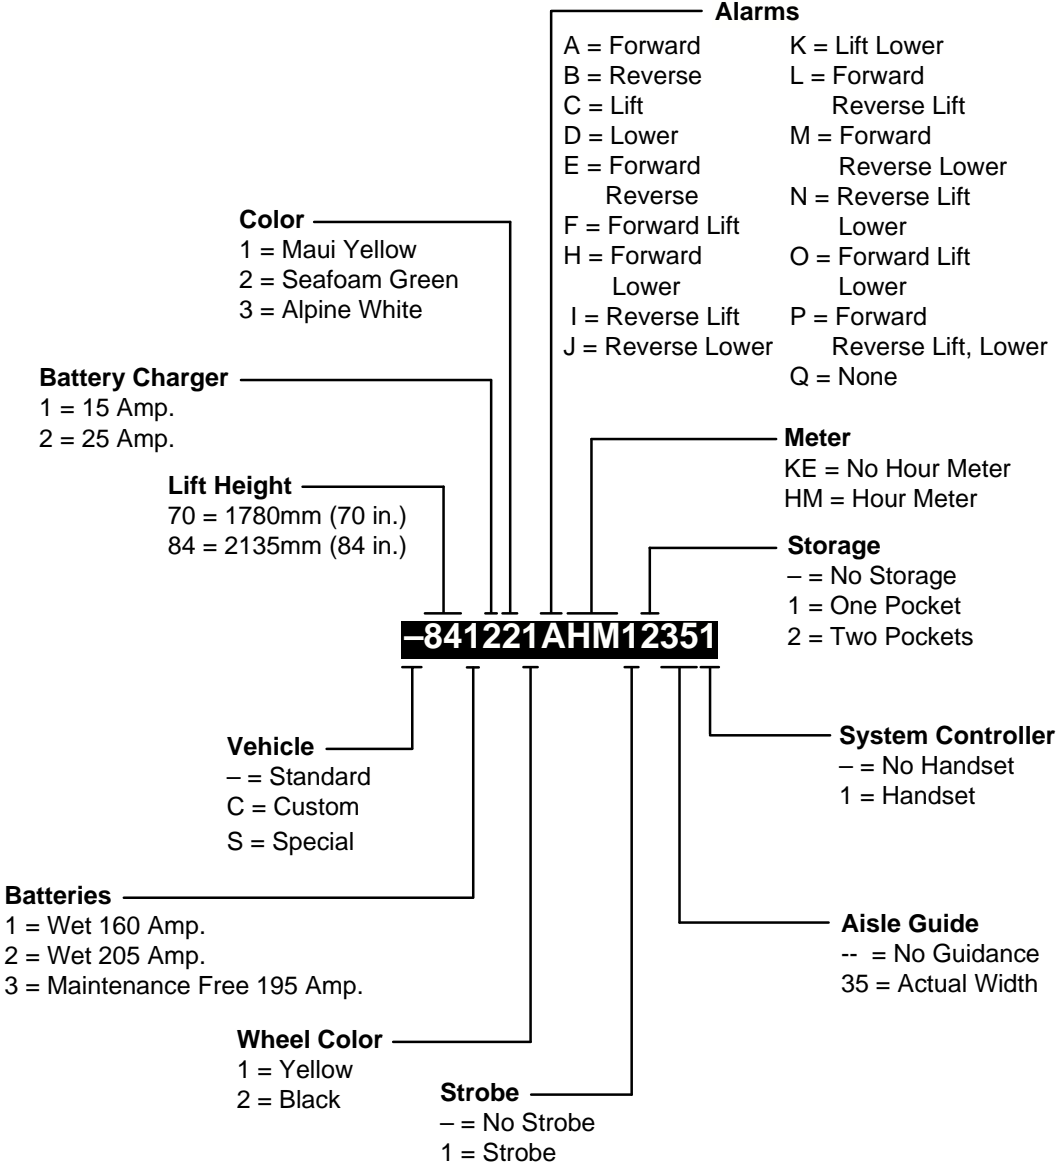 Alarms
A = Forward
B = Reverse
C = Lift
D = Lower
E = Forward
Reverse
F = Forward Lift
H = Forward
Lower
I = Reverse Lift
J = Reverse Lower
K = Lift Lower
L = Forward
Reverse Lift
M = Forward
Reverse Lower
N = Reverse Lift
Lower
O = Forward Lift
Lower
P = Forward
Reverse Lift, Lower
Q = None
Color
1 = Maui Yellow
2 = Seafoam Green
3 = Alpine White
Battery Charger
1 = 15 Amp.
2 = 25 Amp.
Lift Height
70 = 1780mm (70 in.)
84 = 2135mm (84 in.)
Meter
KE = No Hour Meter
HM = Hour Meter
Storage
– = No Storage
1 = One Pocket
2 = Two Pockets
–841221AHM12351
Vehicle
– = Standard
C = Custom
S = Special
System Controller
– = No Handset
1 = Handset
Batteries
1 = Wet 160 Amp.
2 = Wet 205 Amp.
3 = Maintenance Free 195 Amp.
Aisle Guide
-- = No Guidance
35 = Actual Width
Wheel Color
1 = Yellow
2 = Black
Strobe
– = No Strobe
1 = Strobe